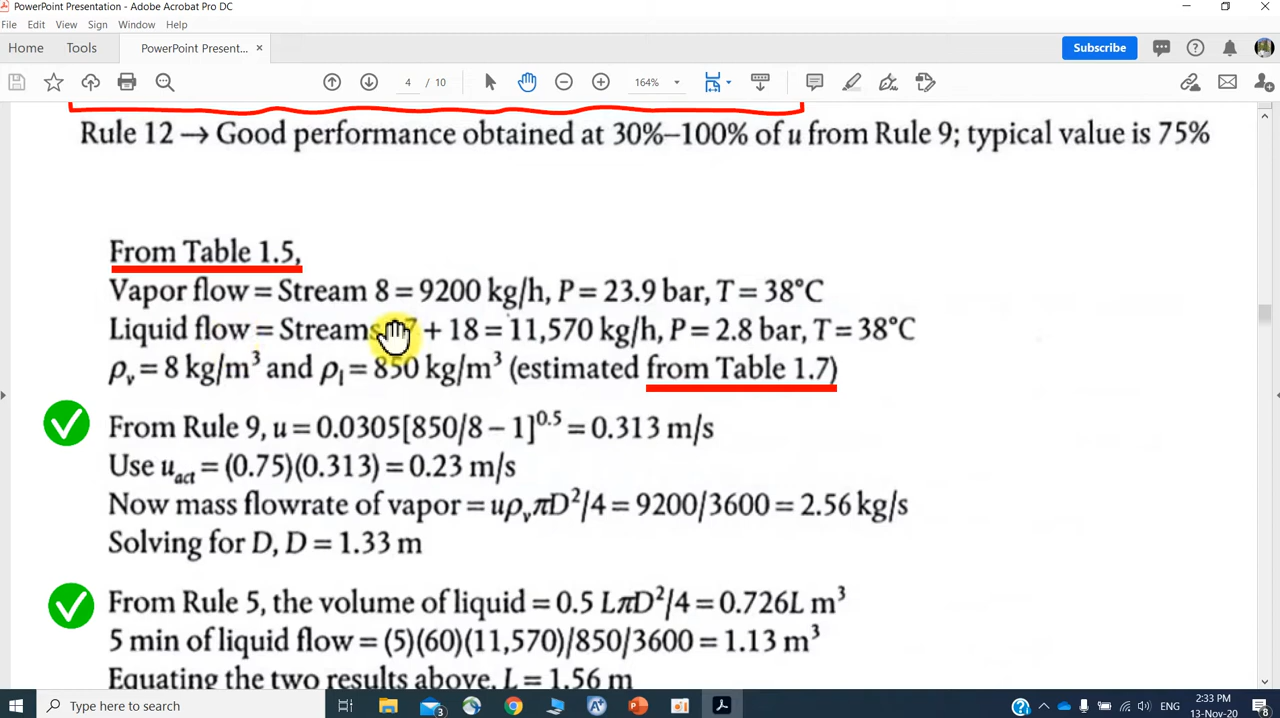 PowerPoint Presentation - Adobe Acrobat Pro DC
File Edit View Sign Window Help
Home Tools PowerPoint Present... × Subscribe
4 / 10 164%
Rule 12 → Good performance obtained at 30%–100% of u from Rule 9; typical value is 75%
From Table 1.5,
Vapor flow = Stream 8 = 9200 kg/h, P = 23.9 bar, T = 38°C
Liquid flow = Streams + 18 = 11,570 kg/h, P = 2.8 bar, T = 38°C
ρv = 8 kg/m³ and ρl = 850 kg/m³ (estimated from Table 1.7)
From Rule 9, u = 0.0305[850/8 – 1]^0.5 = 0.313 m/s
Use uact = (0.75)(0.313) = 0.23 m/s
Now mass flowrate of vapor = uρvπD²/4 = 9200/3600 = 2.56 kg/s
Solving for D, D = 1.33 m
From Rule 5, the volume of liquid = 0.5 LπD²/4 = 0.726L m³
5 min of liquid flow = (5)(60)(11,570)/850/3600 = 1.13 m³
Equating the two results above, L = 1.56 m
Type here to search
3
ENG
2:33 PM
13-Nov-20
8